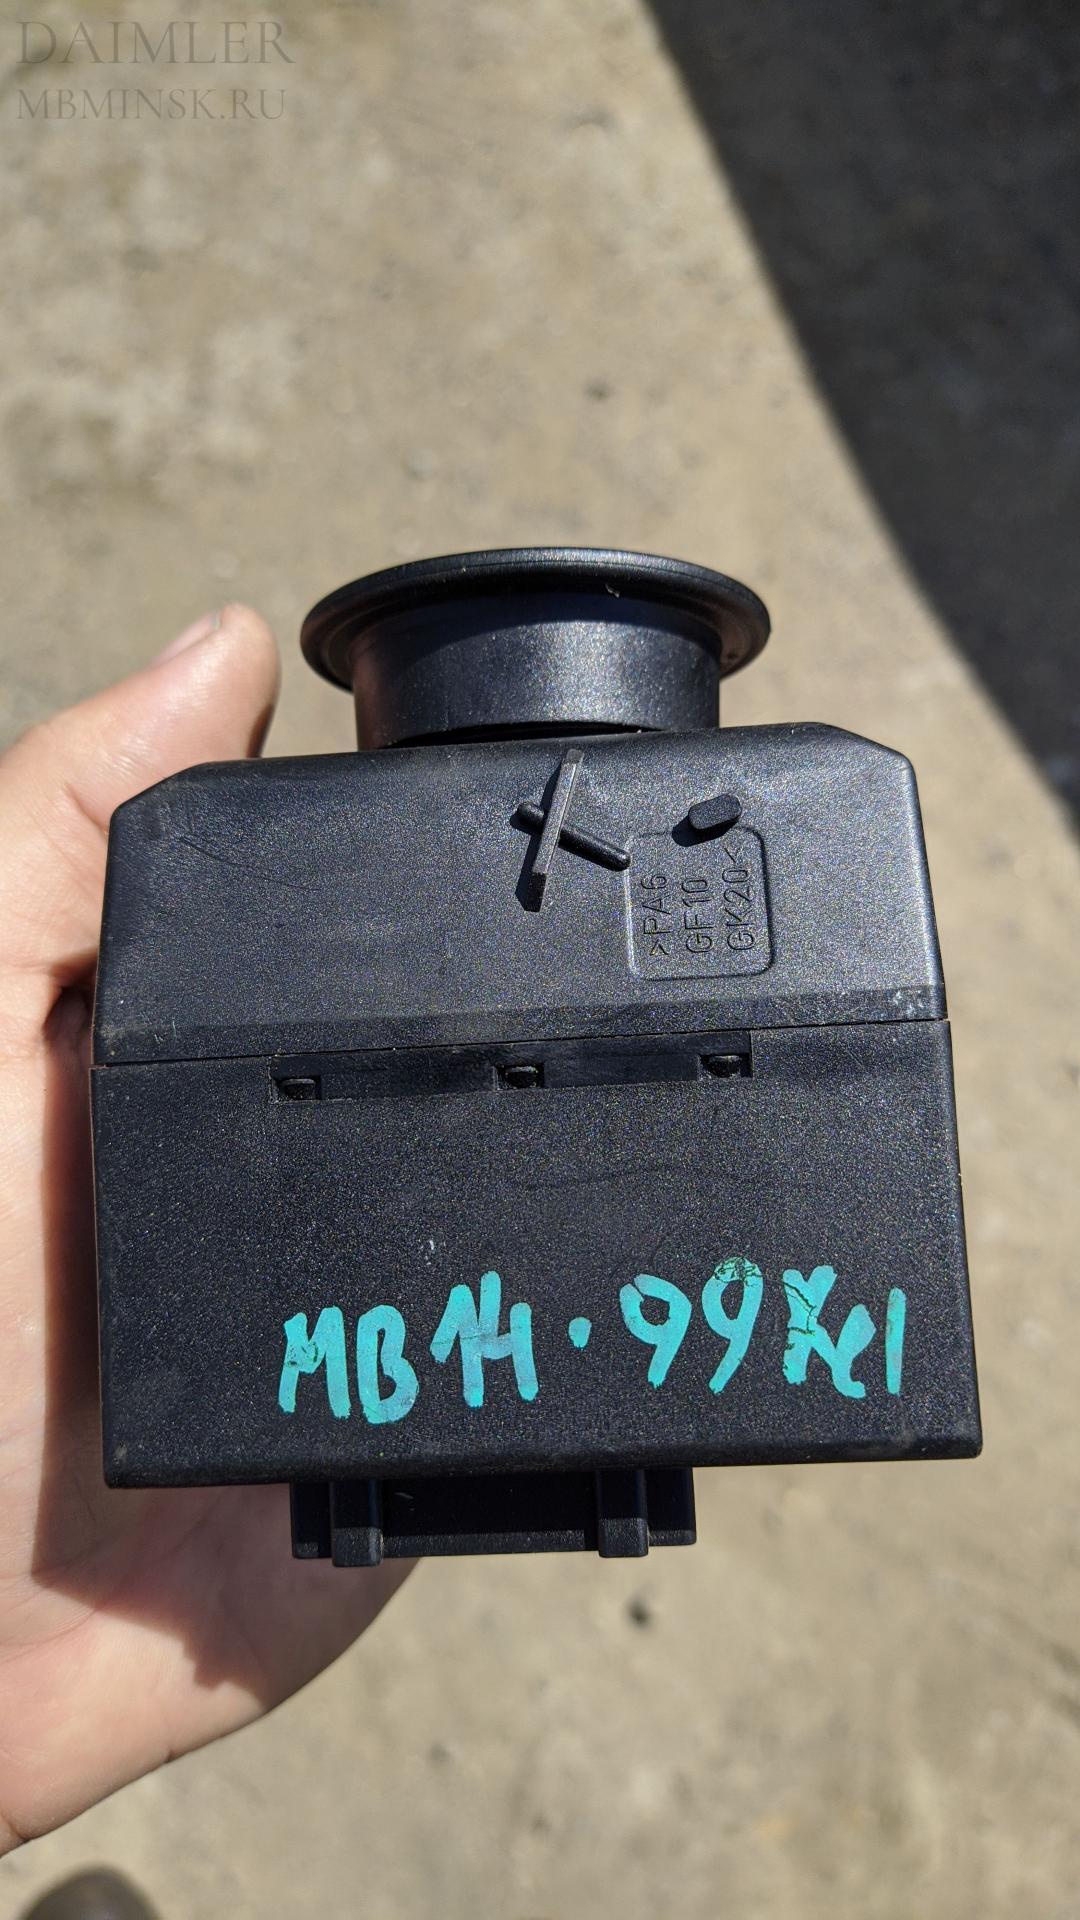 DAIMLER
MBMINSK.RU
>PA6
GF10
GK20<
MB14.99